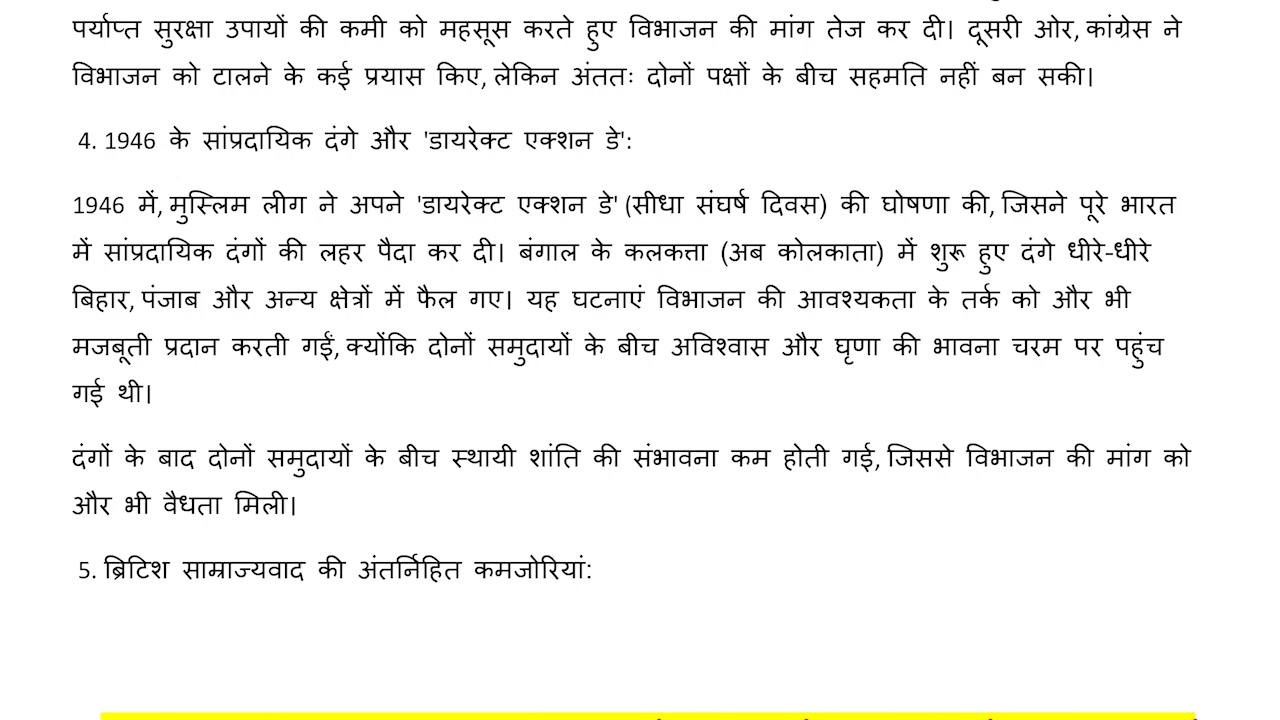 पर्याप्त सुरक्षा उपायों की कमी को महसूस करते हुए विभाजन की मांग तेज कर दी। दूसरी ओर, कांग्रेस ने
विभाजन को टालने के कई प्रयास किए, लेकिन अंततः दोनों पक्षों के बीच सहमति नहीं बन सकी।
4. 1946 के सांप्रदायिक दंगे और 'डायरेक्ट एक्शन डे':
1946 में, मुस्लिम लीग ने अपने 'डायरेक्ट एक्शन डे' (सीधा संघर्ष दिवस) की घोषणा की, जिसने पूरे भारत
में सांप्रदायिक दंगों की लहर पैदा कर दी। बंगाल के कलकत्ता (अब कोलकाता) में शुरू हुए दंगे धीरे-धीरे
बिहार, पंजाब और अन्य क्षेत्रों में फैल गए। यह घटनाएं विभाजन की आवश्यकता के तर्क को और भी
मजबूती प्रदान करती गईं, क्योंकि दोनों समुदायों के बीच अविश्वास और घृणा की भावना चरम पर पहुंच
गई थी।
दंगों के बाद दोनों समुदायों के बीच स्थायी शांति की संभावना कम होती गई, जिससे विभाजन की मांग को
और भी वैधता मिली।
5. ब्रिटिश साम्राज्यवाद की अंतर्निहित कमजोरियां: